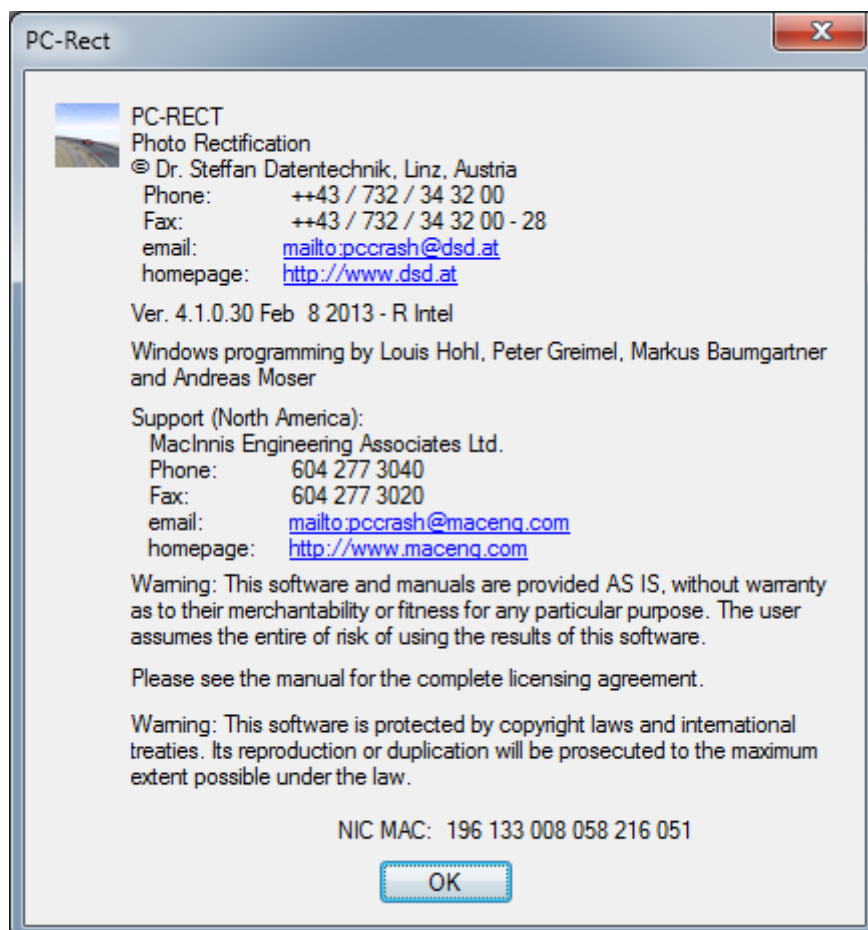 PC-Rect
PC-RECT
Photo Rectification
© Dr. Steffan Datentechnik, Linz, Austria
Phone: ++43 / 732 / 34 32 00
Fax: ++43 / 732 / 34 32 00 - 28
email: mailto:pccrash@dsd.at
homepage: http://www.dsd.at
Ver. 4.1.0.30 Feb  8 2013 - R Intel
Windows programming by Louis Hohl, Peter Greimel, Markus Baumgartner
and Andreas Moser
Support (North America):
MacInnis Engineering Associates Ltd.
Phone: 604 277 3040
Fax: 604 277 3020
email: mailto:pccrash@maceng.com
homepage: http://www.maceng.com
Warning: This software and manuals are provided AS IS, without warranty
as to their merchantability or fitness for any particular purpose. The user
assumes the entire of risk of using the results of this software.
Please see the manual for the complete licensing agreement.
Warning: This software is protected by copyright laws and international
treaties. Its reproduction or duplication will be prosecuted to the maximum
extent possible under the law.
NIC MAC: 196 133 008 058 216 051
OK